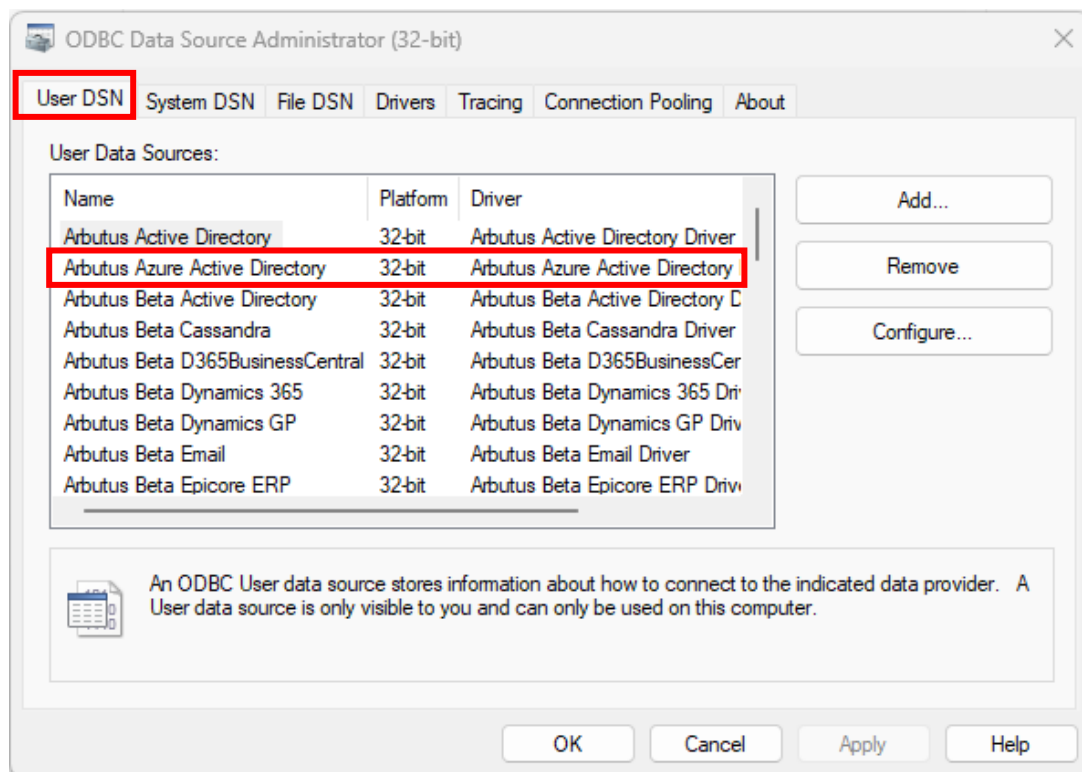 ODBC Data Source Administrator (32-bit)
User DSN System DSN File DSN Drivers Tracing Connection Pooling About
User Data Sources:
Name Platform Driver
Arbutus Active Directory 32-bit Arbutus Active Directory Driver
Arbutus Azure Active Directory 32-bit Arbutus Azure Active Directory
Arbutus Beta Active Directory 32-bit Arbutus Beta Active Directory D
Arbutus Beta Cassandra 32-bit Arbutus Beta Cassandra Driver
Arbutus Beta D365BusinessCentral 32-bit Arbutus Beta D365BusinessCer
Arbutus Beta Dynamics 365 32-bit Arbutus Beta Dynamics 365 Dri
Arbutus Beta Dynamics GP 32-bit Arbutus Beta Dynamics GP Driv
Arbutus Beta Email 32-bit Arbutus Beta Email Driver
Arbutus Beta Epicore ERP 32-bit Arbutus Beta Epicore ERP Driv
Add...
Remove
Configure...
An ODBC User data source stores information about how to connect to the indicated data provider. A
User data source is only visible to you and can only be used on this computer.
OK Cancel Apply Help